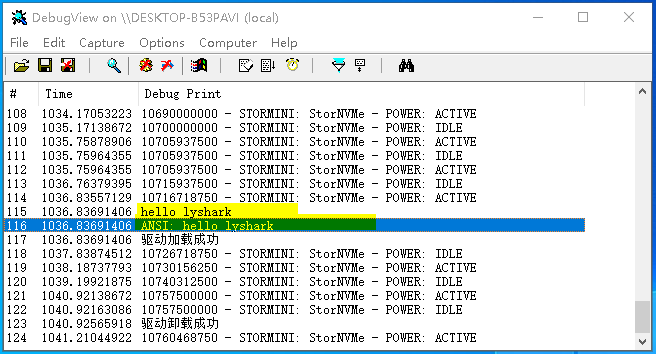 DebugView on \\DESKTOP-B53PAVI (local)
File Edit Capture Options Computer Help
# Time Debug Print
108 1034.17053223 10690000000 - STORMINI: StorNVMe - POWER: ACTIVE
109 1035.17138672 10700000000 - STORMINI: StorNVMe - POWER: IDLE
110 1035.75878906 10705937500 - STORMINI: StorNVMe - POWER: ACTIVE
111 1035.75964355 10705937500 - STORMINI: StorNVMe - POWER: IDLE
112 1035.75964355 10705937500 - STORMINI: StorNVMe - POWER: ACTIVE
113 1036.76379395 10715937500 - STORMINI: StorNVMe - POWER: IDLE
114 1036.83557129 10716718750 - STORMINI: StorNVMe - POWER: ACTIVE
115 1036.83691406 hello lyshark
116 1036.83691406 ANSI: hello lyshark
117 1036.83691406 驱动加载成功
118 1037.83874512 10726718750 - STORMINI: StorNVMe - POWER: IDLE
119 1038.18737793 10730156250 - STORMINI: StorNVMe - POWER: ACTIVE
120 1039.19921875 10740312500 - STORMINI: StorNVMe - POWER: IDLE
121 1040.92138672 10757500000 - STORMINI: StorNVMe - POWER: ACTIVE
122 1040.92163086 10757500000 - STORMINI: StorNVMe - POWER: IDLE
123 1040.92565918 驱动卸载成功
124 1041.21044922 10760468750 - STORMINI: StorNVMe - POWER: ACTIVE